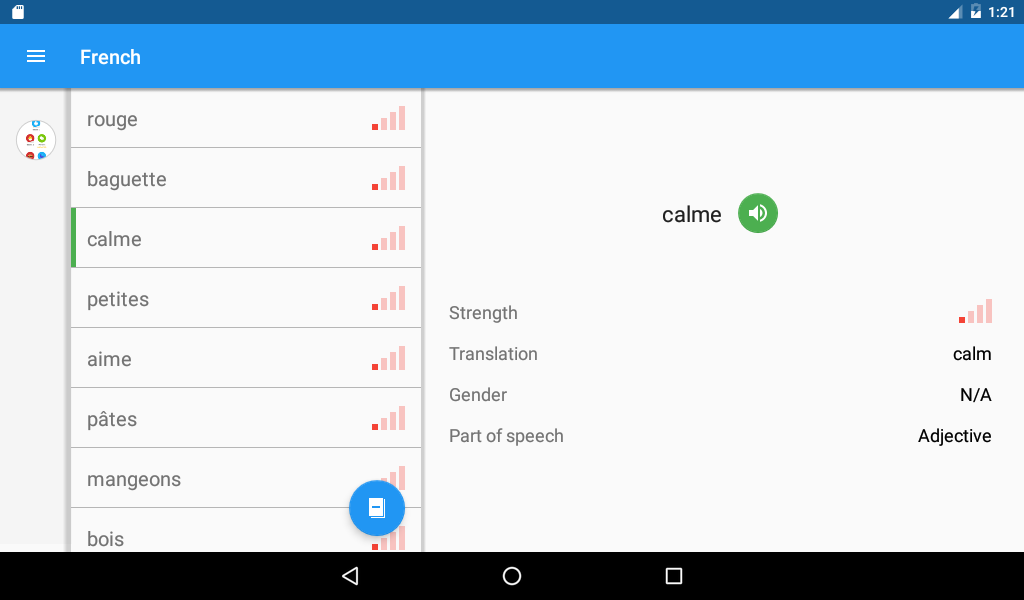 1:21
French
rouge
baguette
calme
petites
aime
pâtes
mangeons
bois
calme
Strength
Translation calm
Gender N/A
Part of speech Adjective